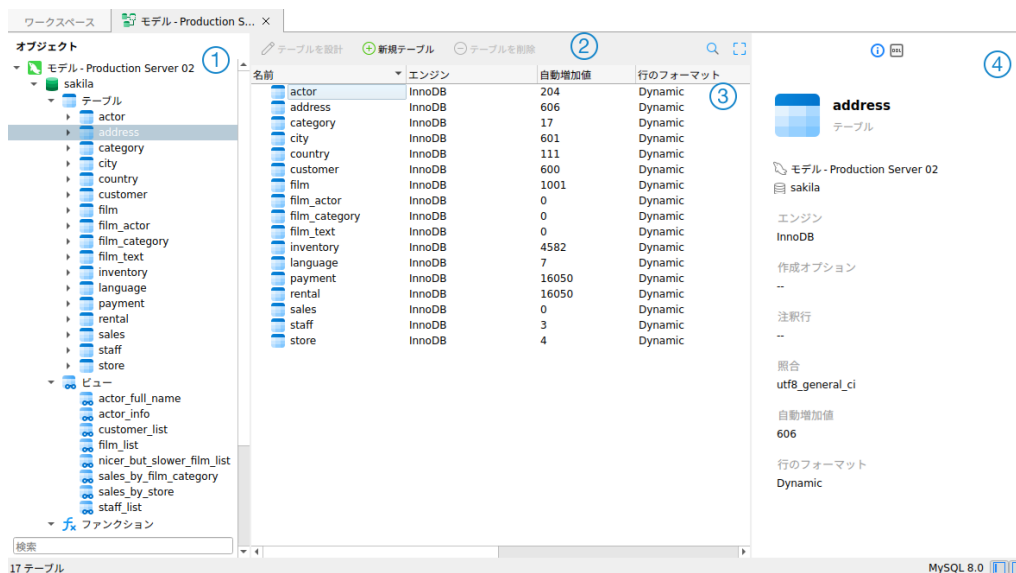 ワークスペース
モデル - Production S...
オブジェクト
モデル - Production Server 02
sakila
テーブル
actor
address
category
city
country
customer
film
film_actor
film_category
film_text
inventory
language
payment
rental
sales
staff
store
ビュー
actor_full_name
actor_info
customer_list
film_list
nicer_but_slower_film_list
sales_by_film_category
sales_by_store
staff_list
ファンクション
検索
1
テーブルを設計 新規テーブル テーブルを削除 2
名前 エンジン 自動増加値 行のフォーマット
3
actor InnoDB 204 Dynamic
address InnoDB 606 Dynamic
category InnoDB 17 Dynamic
city InnoDB 601 Dynamic
country InnoDB 111 Dynamic
customer InnoDB 600 Dynamic
film InnoDB 1001 Dynamic
film_actor InnoDB 0 Dynamic
film_category InnoDB 0 Dynamic
film_text InnoDB 0 Dynamic
inventory InnoDB 4582 Dynamic
language InnoDB 7 Dynamic
payment InnoDB 16050 Dynamic
rental InnoDB 16050 Dynamic
sales InnoDB 0 Dynamic
staff InnoDB 3 Dynamic
store InnoDB 4 Dynamic
DDL
4
address
テーブル
モデル - Production Server 02
sakila
エンジン
InnoDB
作成オプション
--
注釈行
--
照合
utf8_general_ci
自動増加値
606
行のフォーマット
Dynamic
17 テーブル
MySQL 8.0